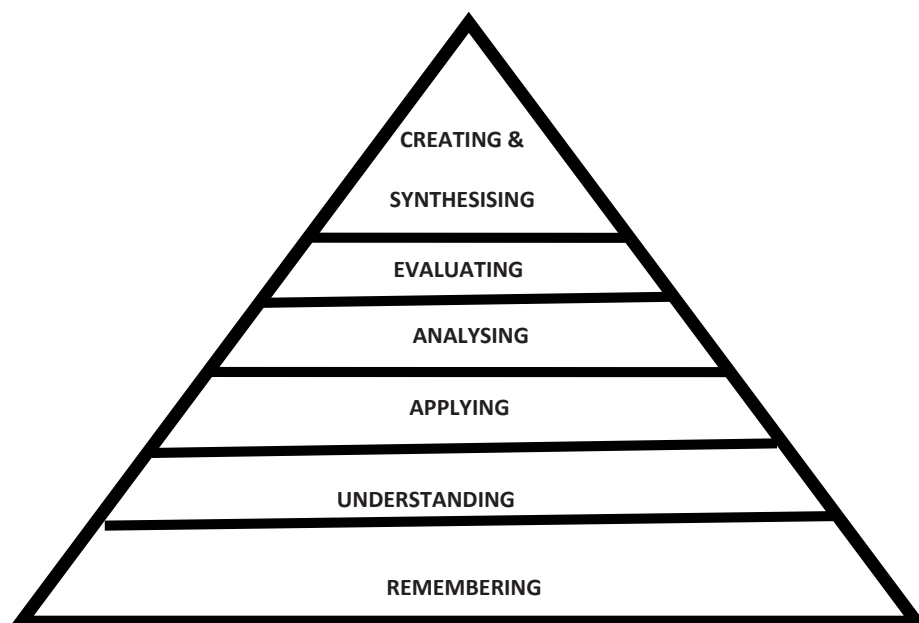 CREATING &
SYNTHESISING
EVALUATING
ANALYSING
APPLYING
UNDERSTANDING
REMEMBERING